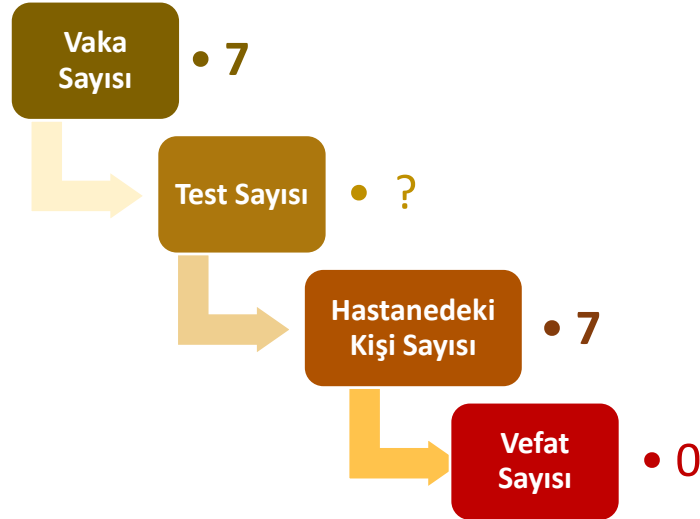 Vaka
Sayısı
• 7
Test Sayısı
• ?
Hastanedeki
Kişi Sayısı
• 7
Vefat
Sayısı
• 0